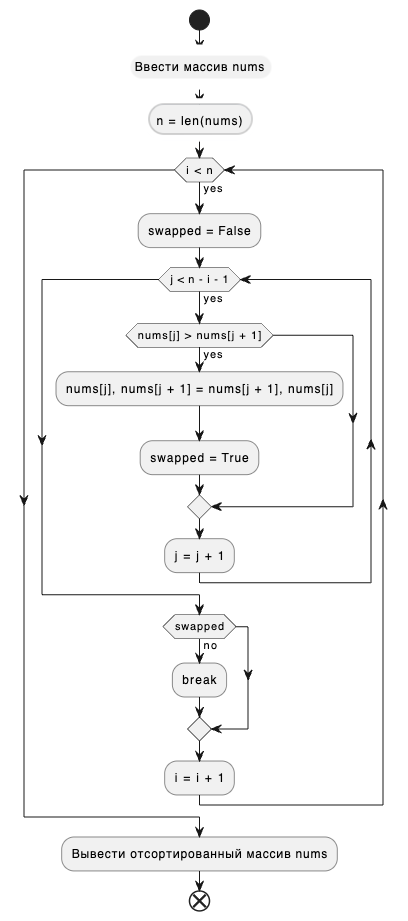 Ввести массив nums
n = len(nums)
i < n
yes
swapped = False
j < n - i - 1
yes
nums[j] > nums[j + 1]
yes
nums[j], nums[j + 1] = nums[j + 1], nums[j]
swapped = True
j = j + 1
swapped
no
break
i = i + 1
Вывести отсортированный массив nums